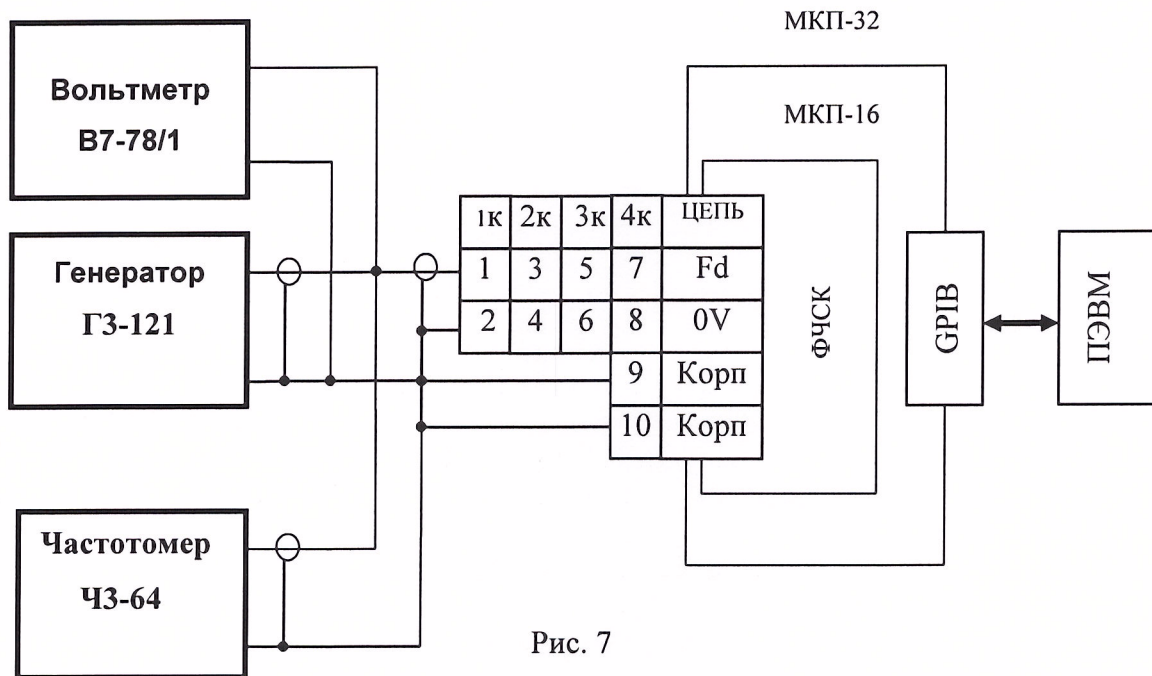 МКП-32
Вольтметр
В7-78/1
МКП-16
1к 2к 3к 4к ЦЕПЬ
Генератор
Г3-121
1 3 5 7 Fd
2 4 6 8 0V
9 Корп
10 Корп
ФЧСК
GPIB
ПЭВМ
Частотомер
Ч3-64
Рис. 7